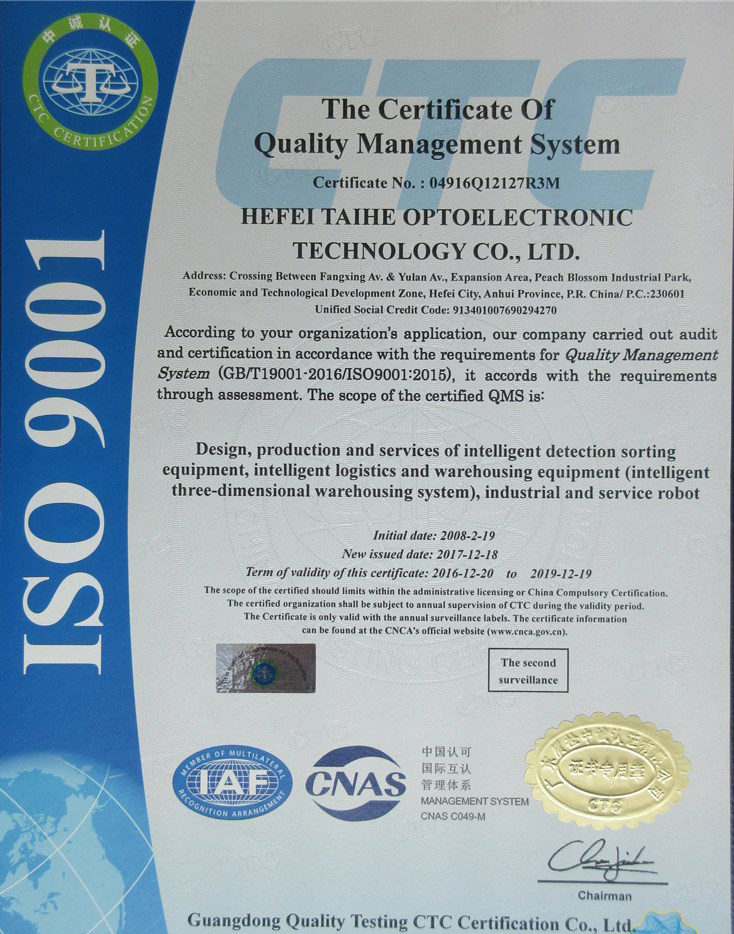 中诚认证
CTC CERTIFICATION
ISO 9001
CTC
The Certificate Of
Quality Management System
Certificate No. : 04916Q12127R3M
HEFEI TAIHE OPTOELECTRONIC
TECHNOLOGY CO., LTD.
Address: Crossing Between Fangxing Av. & Yulan Av., Expansion Area, Peach Blossom Industrial Park,
Economic and Technological Development Zone, Hefei City, Anhui Province, P.R. China/ P.C.:230601
Unified Social Credit Code: 913401007690294270
According to your organization's application, our company carried out audit
and certification in accordance with the requirements for Quality Management
System (GB/T19001-2016/ISO9001:2015), it accords with the requirements
through assessment. The scope of the certified QMS is:
Design, production and services of intelligent detection sorting
equipment, intelligent logistics and warehousing equipment (intelligent
three-dimensional warehousing system), industrial and service robot
Initial date: 2008-2-19
New issued date: 2017-12-18
Term of validity of this certificate: 2016-12-20 to 2019-12-19
The scope of the certified should limits within the administrative licensing or China Compulsory Certification.
The certified organization shall be subject to annual supervision of CTC during the validity period.
The Certificate is only valid with the annual surveillance labels. The certificate information
can be found at the CNCA's official website (www.cnca.gov.cn).
The second
surveillance
MEMBER OF MULTILATERAL
IAF
RECOGNITION ARRANGEMENT
CNAS
中国认可
国际互认
管理体系
MANAGEMENT SYSTEM
CNAS C049-M
证书专用章
CTC
Chairman
Guangdong Quality Testing CTC Certification Co., Ltd.